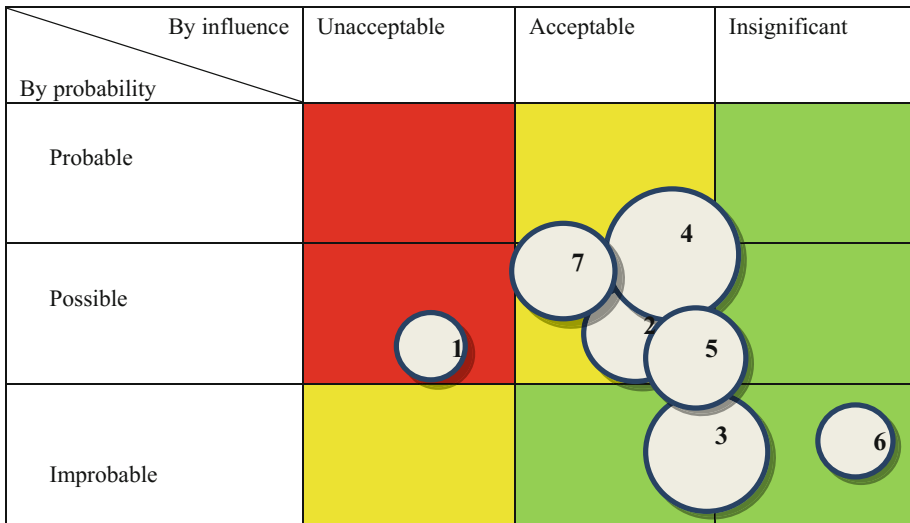 By influence
Unacceptable
Acceptable
Insignificant
By probability
Probable
4
7
Possible
2
1
5
3
6
Improbable